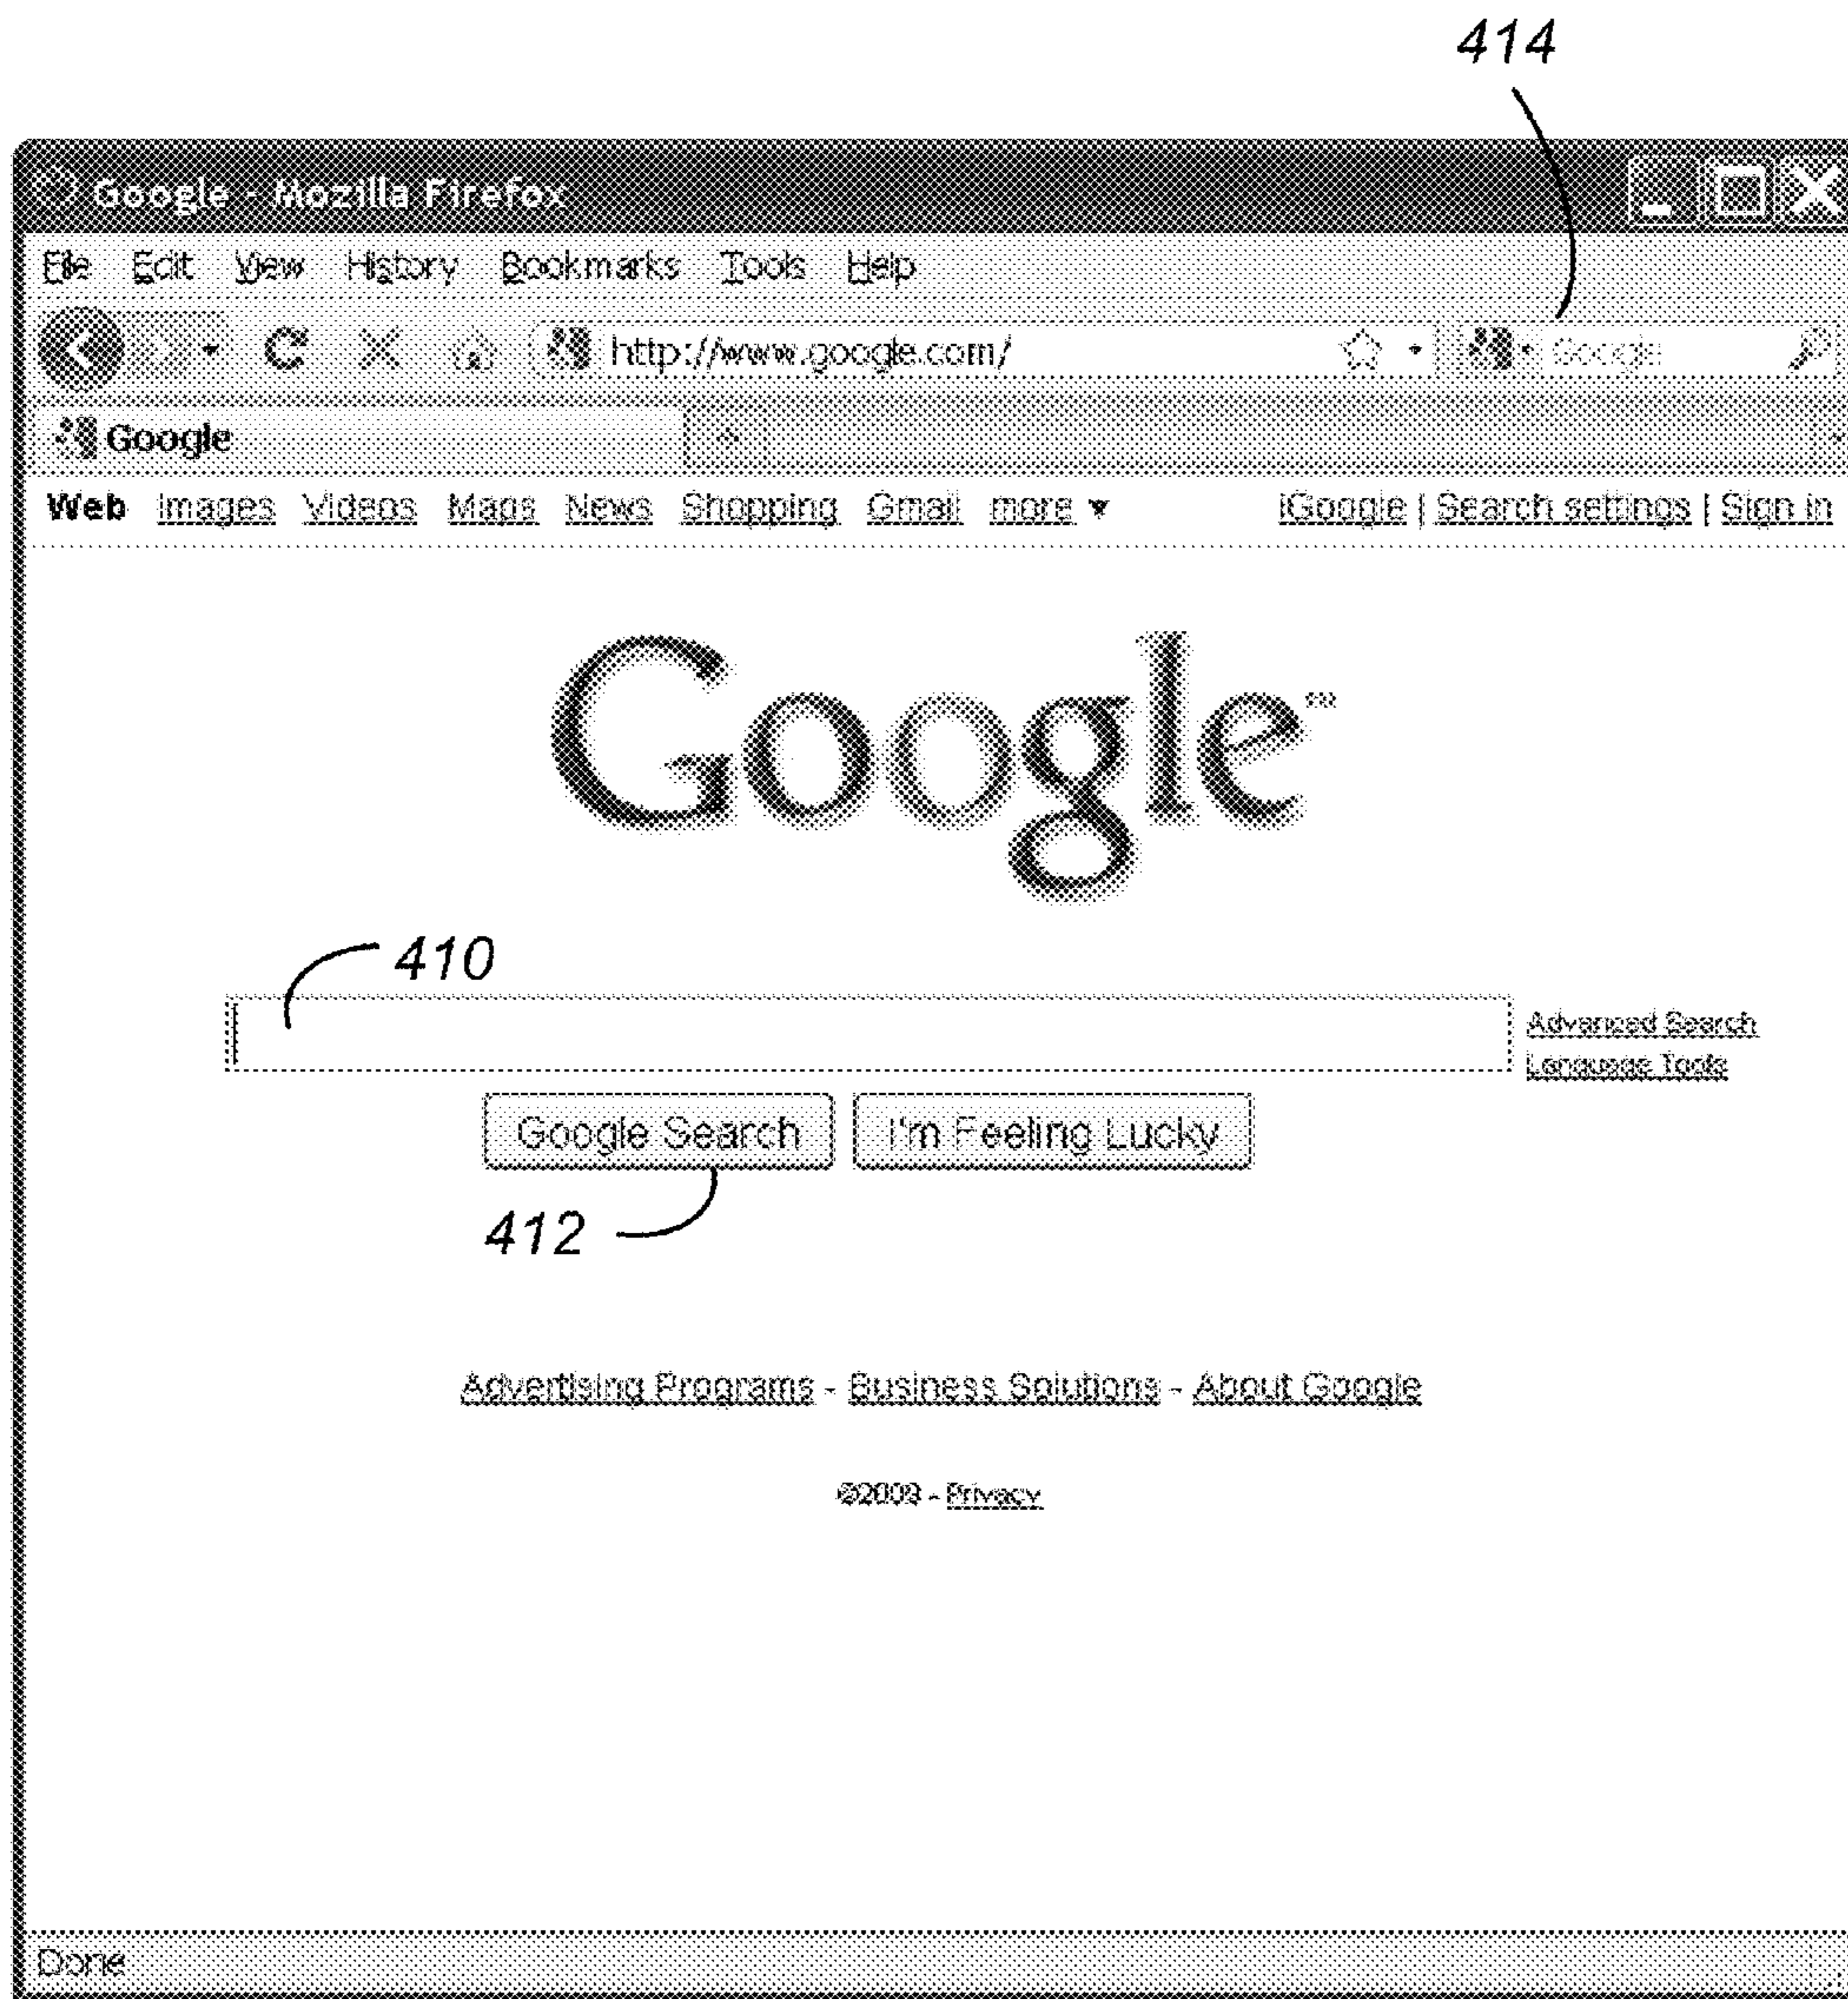 414
Google - Mozilla Firefox
File Edit View History Bookmarks Tools Help
http://www.google.com/ Google
Google
Web Images Videos Maps News Shopping Gmail more ▼ iGoogle | Search settings | Sign in
Google™
410
Advanced Search
Language Tools
Google Search I'm Feeling Lucky
412
Advertising Programs - Business Solutions - About Google
©2009 - Privacy
Done